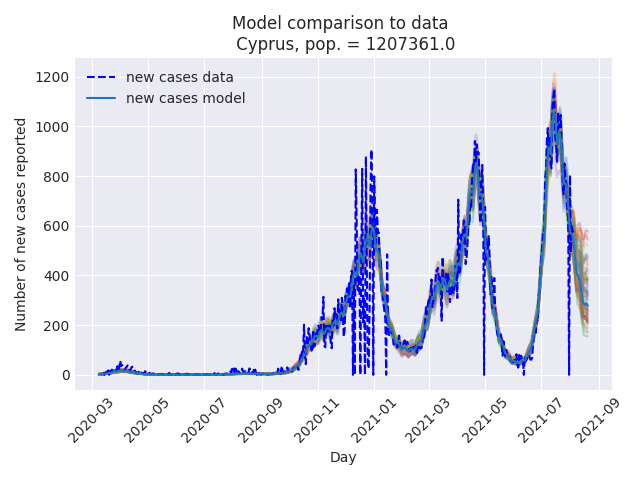 Model comparison to data
Cyprus, pop. = 1207361.0
new cases data
new cases model
Number of new cases reported
1200
1000
800
600
400
200
0
2020-03
2020-05
2020-07
2020-09
2020-11
2021-01
2021-03
2021-05
2021-07
2021-09
Day